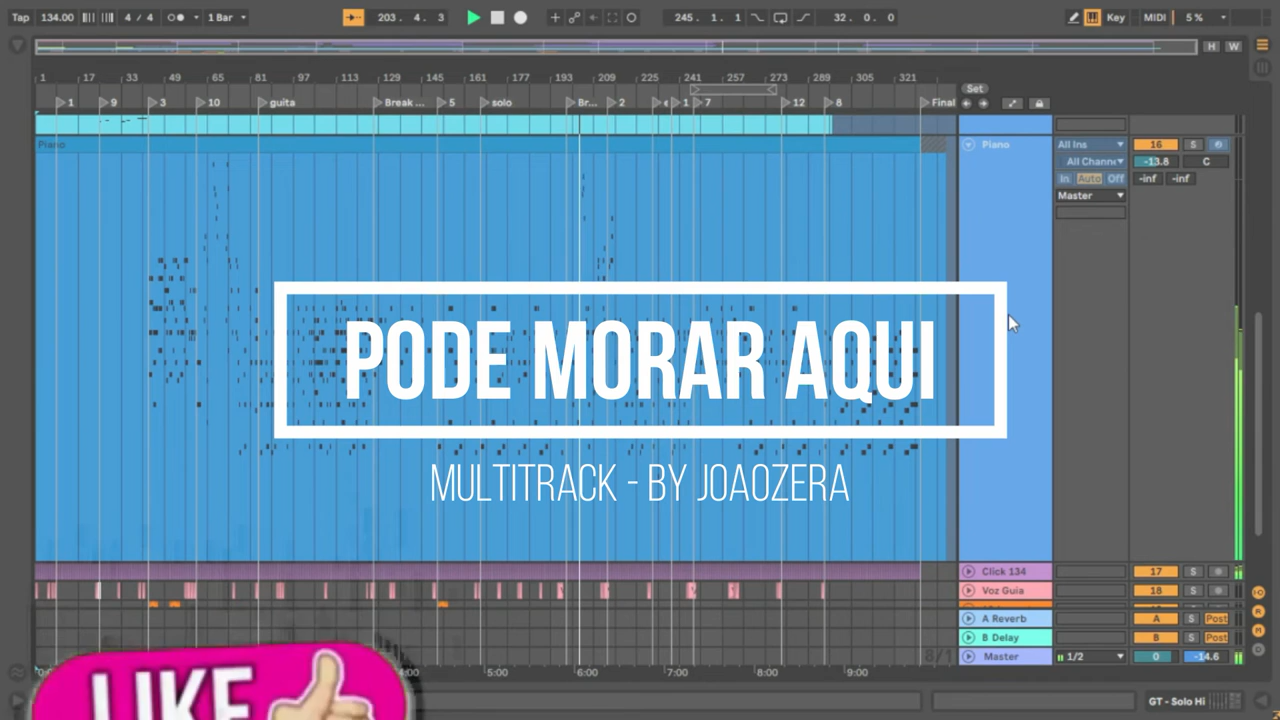 Tap 134.00 4 / 4 1 Bar 203. 4. 3 245. 1. 1 32. 0. 0 Key MIDI 5 %
H W
1 17 33 49 65 81 97 113 129 145 161 177 193 209 225 241 257 273 289 305 321
Set
1 9 3 10 guita Break ... 5 solo Br... 2 e 1 7 12 8 Final
Piano
Piano All Ins 16 S
All Channe -13.8 C
In Auto Off -inf -inf
Master
PODE MORAR AQUI
MULTITRACK - BY JOAOZERA
Click 134 17 S
Voz Guia 18 S
A Reverb A S Post
B Delay B S Post
8/1 Master 1/2 0 -14.6
5:00 6:00 7:00 8:00 9:00
LIKE
GT - Solo Hi